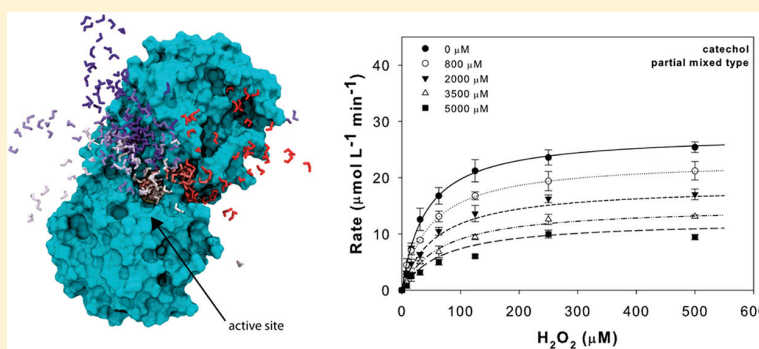 active site
catechol
partial mixed type
0 μM
800 μM
2000 μM
3500 μM
5000 μM
Rate (μmol L⁻¹ min⁻¹)
40
30
20
10
0
0 100 200 300 400 500 600
H₂O₂ (μM)